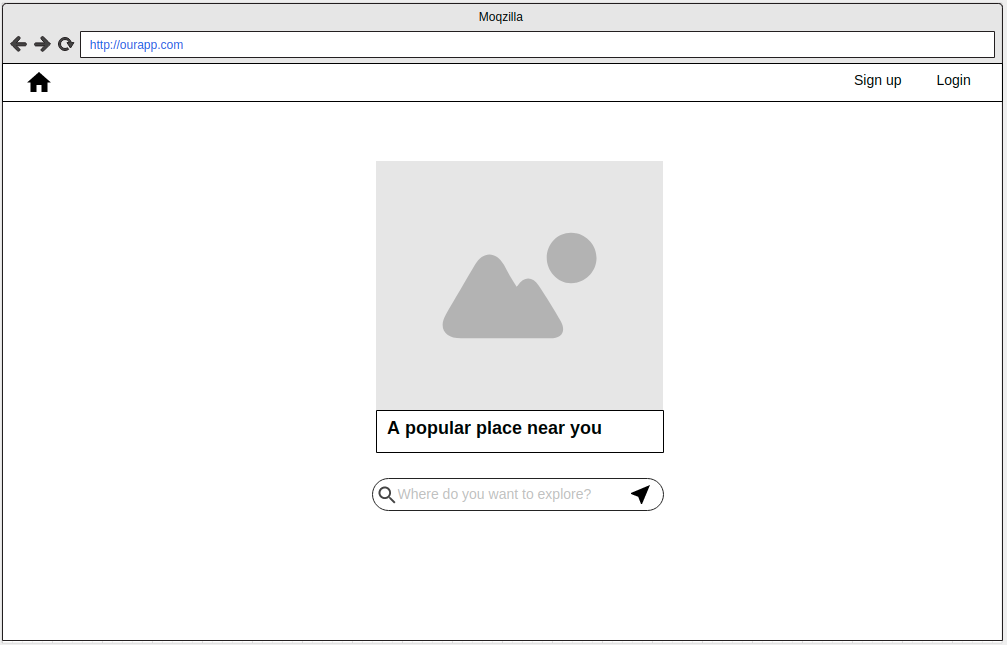 Moqzilla
http://ourapp.com
Sign up Login
A popular place near you
Where do you want to explore?